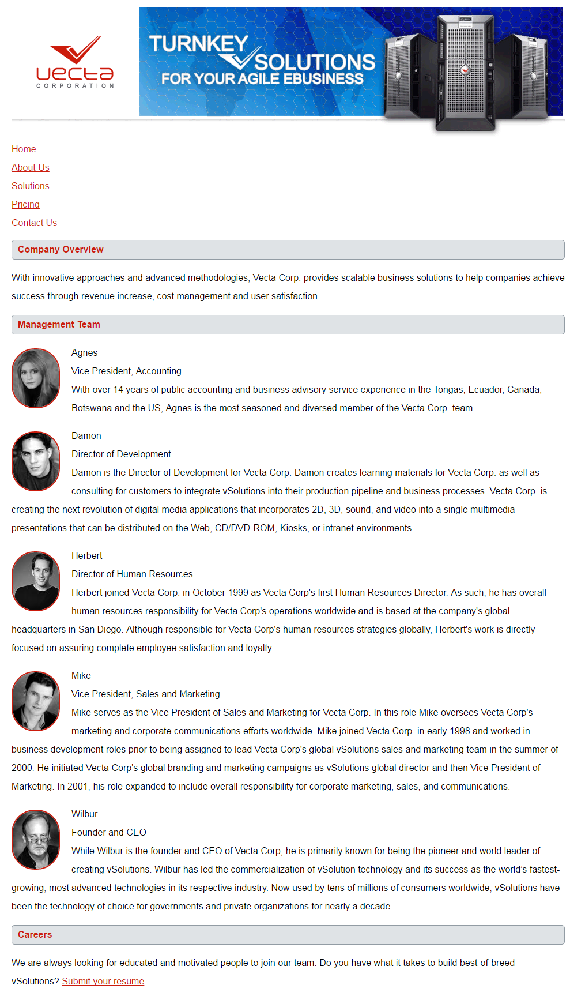 vecta
CORPORATION
TURNKEY
SOLUTIONS
FOR YOUR AGILE EBUSINESS
Home
About Us
Solutions
Pricing
Contact Us
Company Overview
With innovative approaches and advanced methodologies, Vecta Corp. provides scalable business solutions to help companies achieve
success through revenue increase, cost management and user satisfaction.
Management Team
Agnes
Vice President, Accounting
With over 14 years of public accounting and business advisory service experience in the Tongas, Ecuador, Canada,
Botswana and the US, Agnes is the most seasoned and diversed member of the Vecta Corp. team.
Damon
Director of Development
Damon is the Director of Development for Vecta Corp. Damon creates learning materials for Vecta Corp. as well as
consulting for customers to integrate vSolutions into their production pipeline and business processes. Vecta Corp. is
creating the next revolution of digital media applications that incorporates 2D, 3D, sound, and video into a single multimedia
presentations that can be distributed on the Web, CD/DVD-ROM, Kiosks, or intranet environments.
Herbert
Director of Human Resources
Herbert joined Vecta Corp. in October 1999 as Vecta Corp's first Human Resources Director. As such, he has overall
human resources responsibility for Vecta Corp's operations worldwide and is based at the company's global
headquarters in San Diego. Although responsible for Vecta Corp's human resources strategies globally, Herbert's work is directly
focused on assuring complete employee satisfaction and loyalty.
Mike
Vice President, Sales and Marketing
Mike serves as the Vice President of Sales and Marketing for Vecta Corp. In this role Mike oversees Vecta Corp's
marketing and corporate communications efforts worldwide. Mike joined Vecta Corp. in early 1998 and worked in
business development roles prior to being assigned to lead Vecta Corp's global vSolutions sales and marketing team in the summer of
2000. He initiated Vecta Corp's global branding and marketing campaigns as vSolutions global director and then Vice President of
Marketing. In 2001, his role expanded to include overall responsibility for corporate marketing, sales, and communications.
Wilbur
Founder and CEO
While Wilbur is the founder and CEO of Vecta Corp, he is primarily known for being the pioneer and world leader of
creating vSolutions. Wilbur has led the commercialization of vSolution technology and its success as the world’s fastest-
growing, most advanced technologies in its respective industry. Now used by tens of millions of consumers worldwide, vSolutions have
been the technology of choice for governments and private organizations for nearly a decade.
Careers
We are always looking for educated and motivated people to join our team. Do you have what it takes to build best-of-breed
vSolutions? Submit your resume.